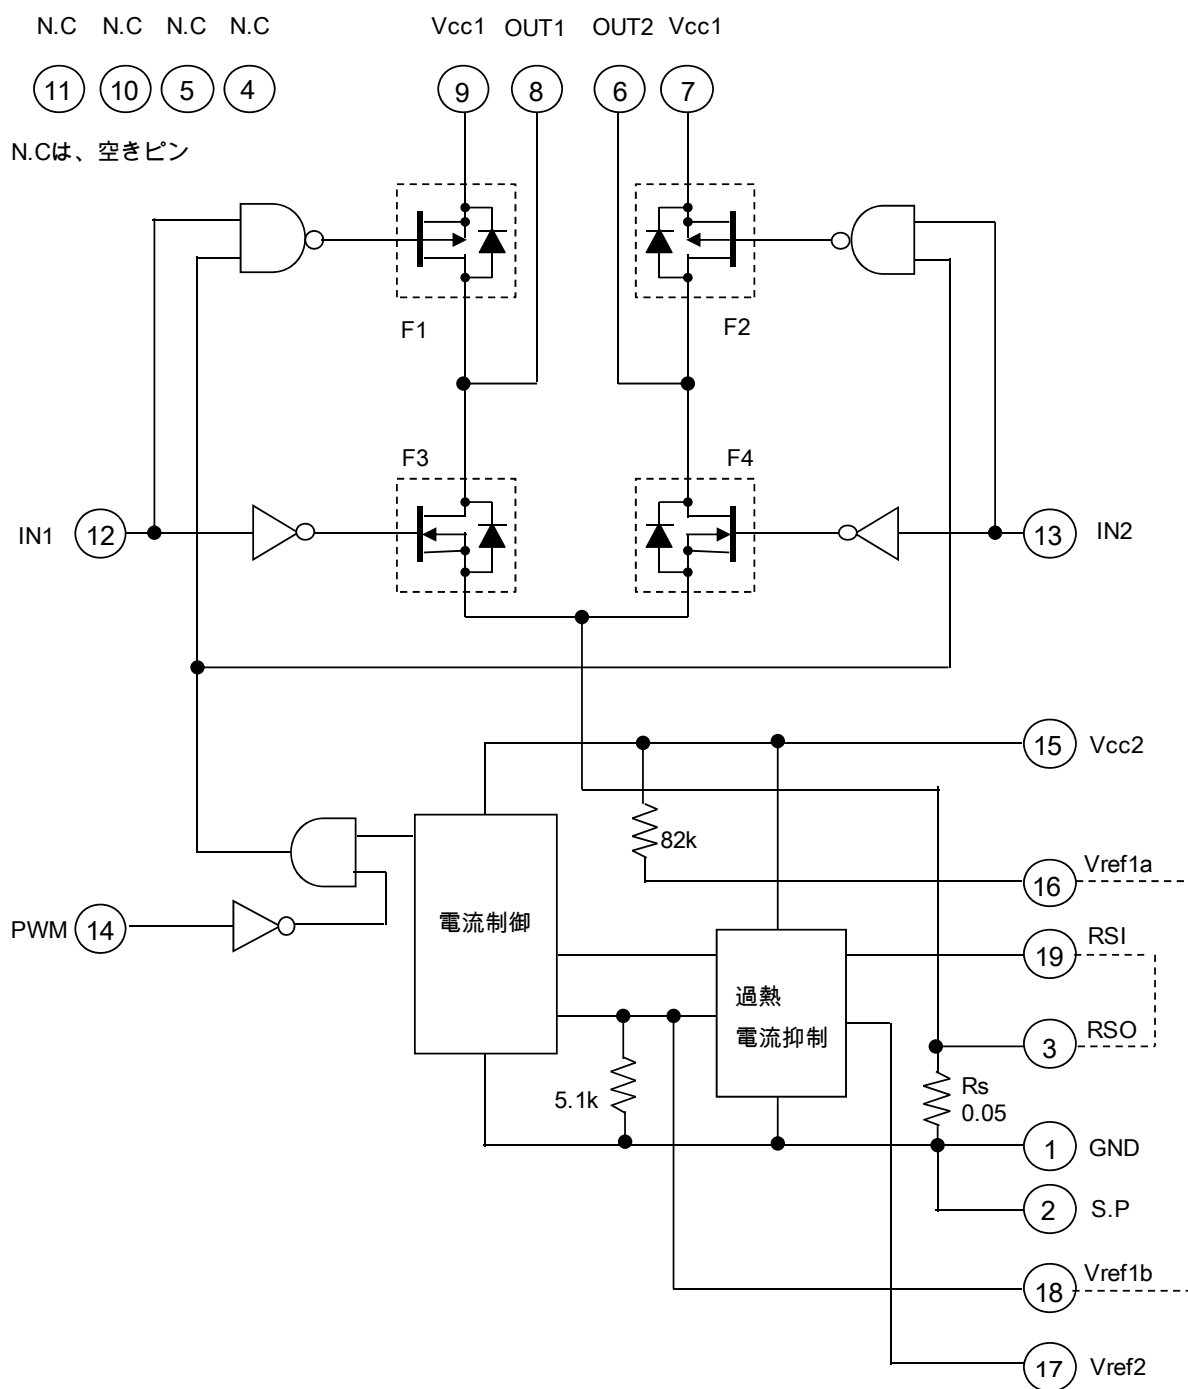 N.C N.C N.C N.C Vcc1 OUT1 OUT2 Vcc1
11 10 5 4 9 8 6 7
N.Cは、空きピン
F1 F2
F3 F4
IN1 12 13 IN2
15 Vcc2
82k
16 Vref1a
PWM 14
電流制御
19 RSI
過熱
電流抑制
3 RSO
5.1k
Rs
0.05
1 GND
2 S.P
18 Vref1b
17 Vref2